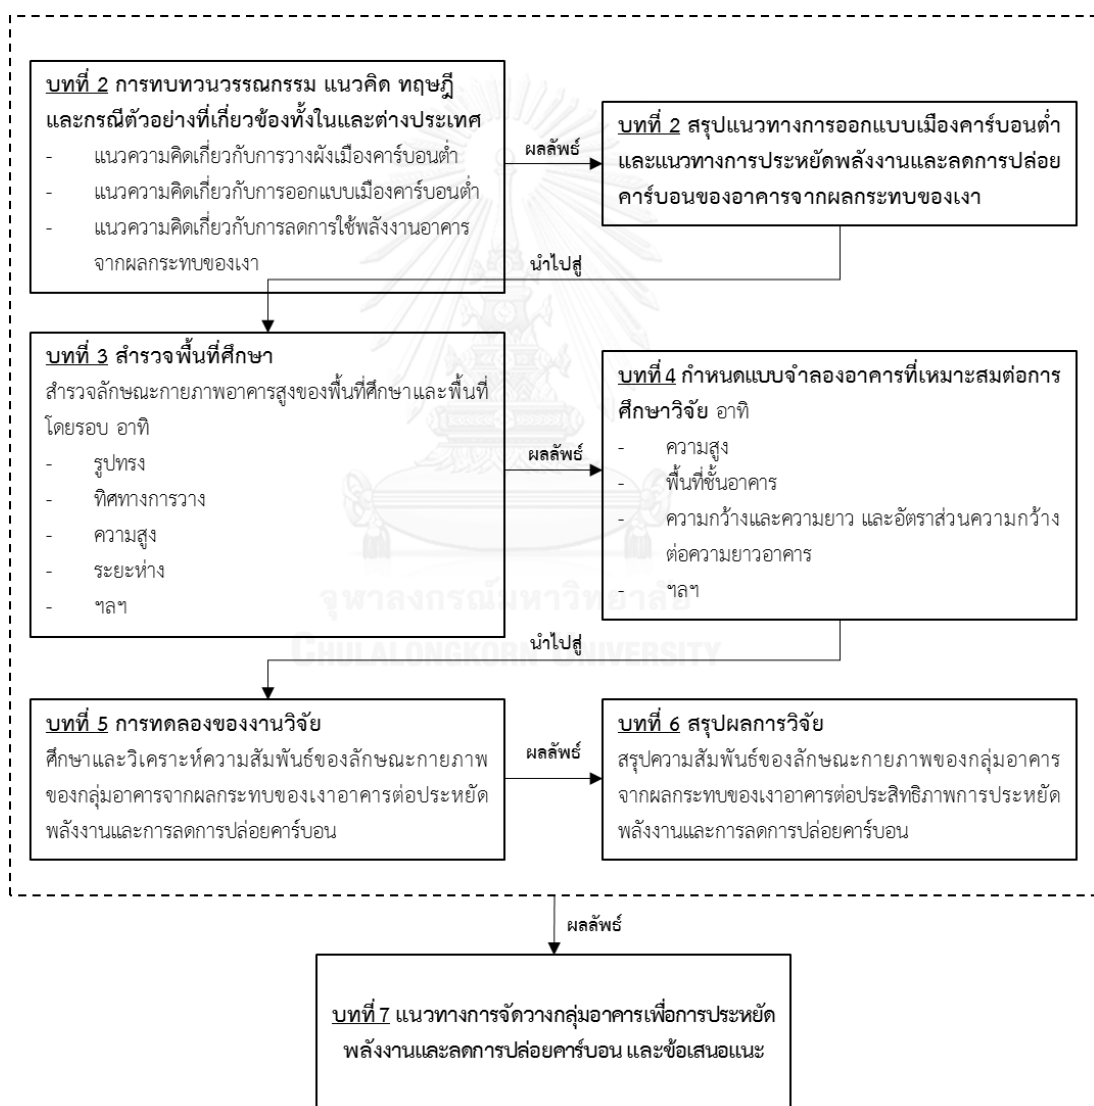 บทที่ 2 การทบทวนวรรณกรรม แนวคิด ทฤษฎี
และกรณีตัวอย่างที่เกี่ยวข้องทั้งในและต่างประเทศ
- แนวความคิดเกี่ยวกับการวางผังเมืองคาร์บอนต่ำ
- แนวความคิดเกี่ยวกับการออกแบบเมืองคาร์บอนต่ำ
- แนวความคิดเกี่ยวกับการลดการใช้พลังงานอาคาร
จากผลกระทบของเงา
ผลลัพธ์
บทที่ 2 สรุปแนวทางการออกแบบเมืองคาร์บอนต่ำ
และแนวทางการประหยัดพลังงานและลดการปล่อย
คาร์บอนของอาคารจากผลกระทบของเงา
นำไปสู่
บทที่ 3 สำรวจพื้นที่ศึกษา
สำรวจลักษณะกายภาพอาคารสูงของพื้นที่ศึกษาและพื้นที่
โดยรอบ อาทิ
- รูปทรง
- ทิศทางการวาง
- ความสูง
- ระยะห่าง
- ฯลฯ
ผลลัพธ์
บทที่ 4 กำหนดแบบจำลองอาคารที่เหมาะสมต่อการ
ศึกษาวิจัย อาทิ
- ความสูง
- พื้นที่ชั้นอาคาร
- ความกว้างและความยาว และอัตราส่วนความกว้าง
ต่อความยาวอาคาร
- ฯลฯ
จุฬาลงกรณ์มหาวิทยาลัย
CHULALONGKORN UNIVERSITY
นำไปสู่
บทที่ 5 การทดลองของงานวิจัย
ศึกษาและวิเคราะห์ความสัมพันธ์ของลักษณะกายภาพ
ของกลุ่มอาคารจากผลกระทบของเงาอาคารต่อประหยัด
พลังงานและการลดการปล่อยคาร์บอน
ผลลัพธ์
บทที่ 6 สรุปผลการวิจัย
สรุปความสัมพันธ์ของลักษณะกายภาพของกลุ่มอาคาร
จากผลกระทบของเงาอาคารต่อประสิทธิภาพการประหยัด
พลังงานและการลดการปล่อยคาร์บอน
ผลลัพธ์
บทที่ 7 แนวทางการจัดวางกลุ่มอาคารเพื่อการประหยัด
พลังงานและลดการปล่อยคาร์บอน และข้อเสนอแนะ